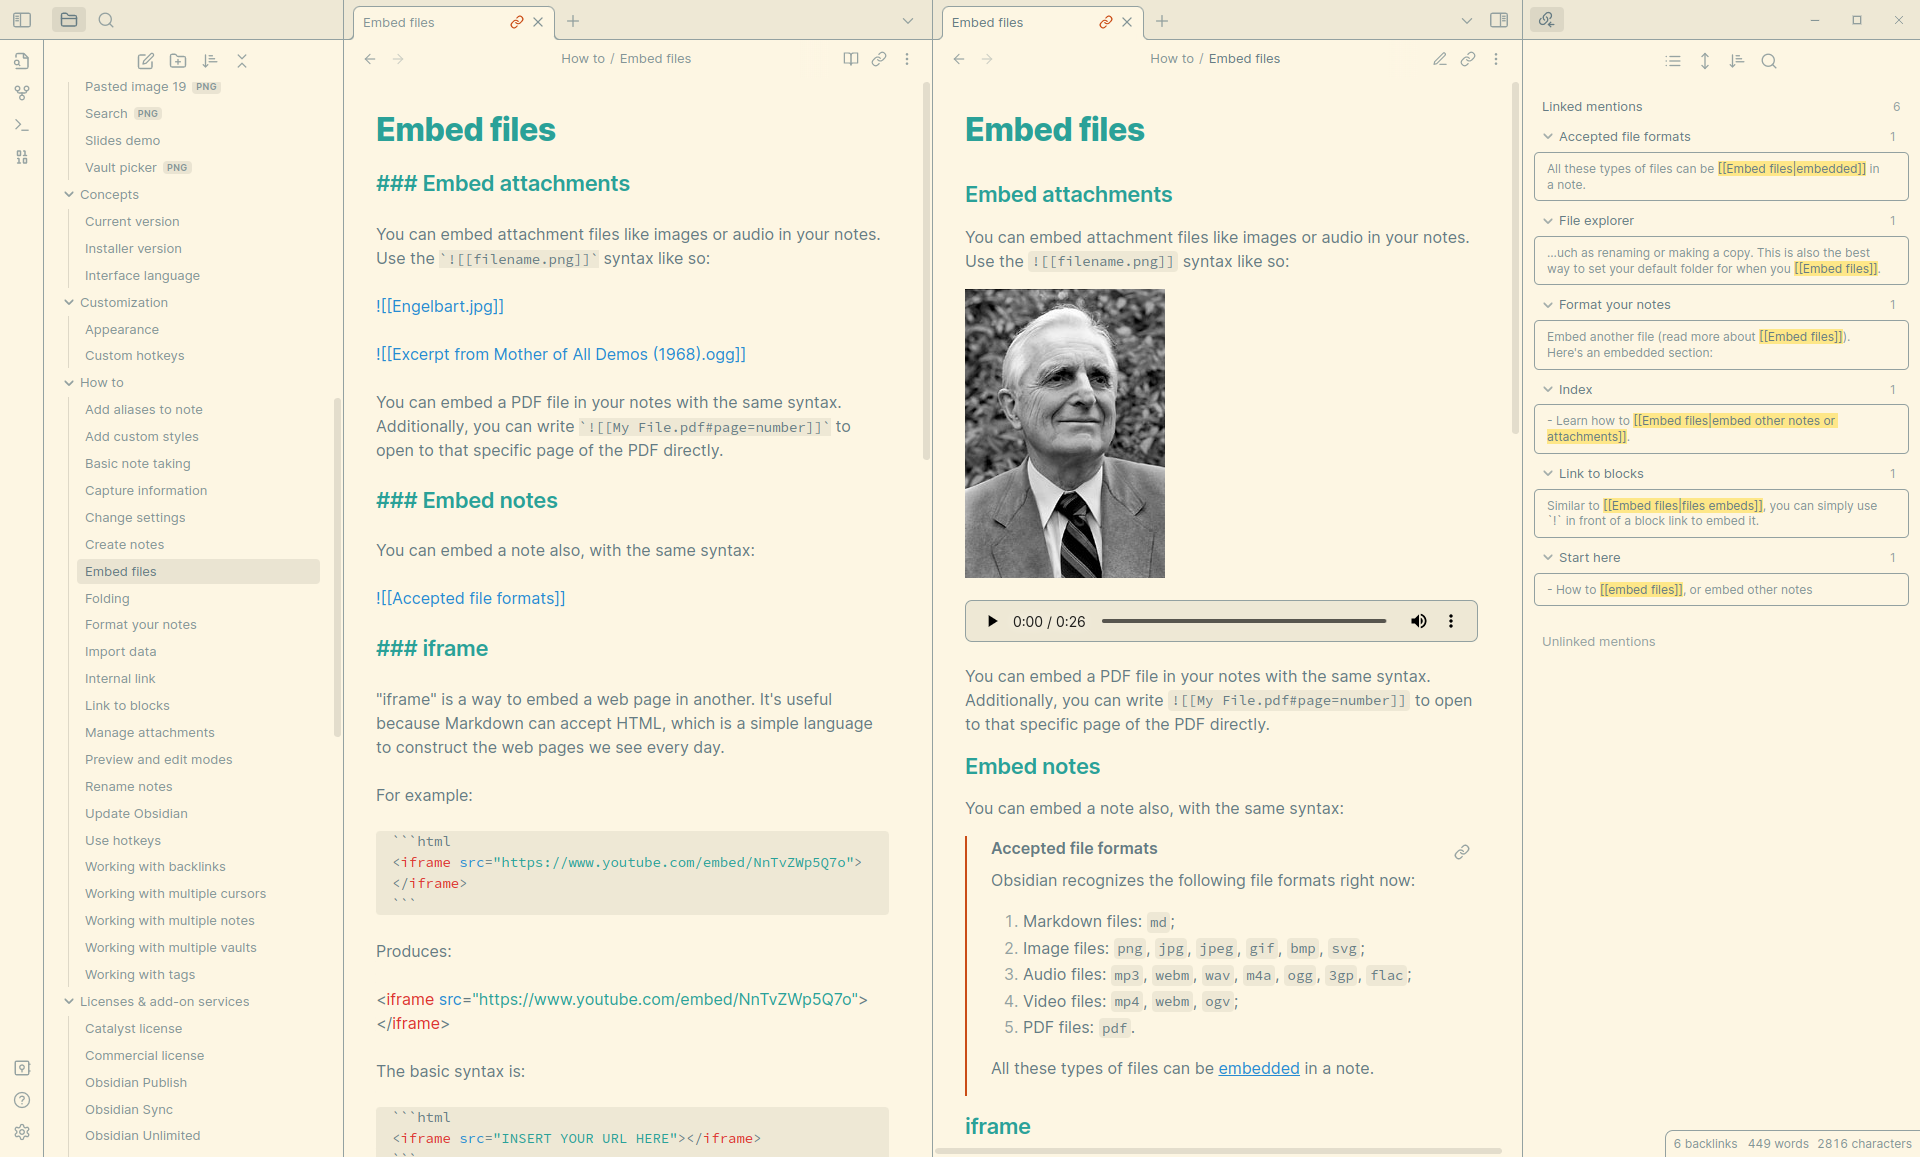 Pasted image 19 PNG
Search PNG
Slides demo
Vault picker PNG
Concepts
Current version
Installer version
Interface language
Customization
Appearance
Custom hotkeys
How to
Add aliases to note
Add custom styles
Basic note taking
Capture information
Change settings
Create notes
Embed files
Folding
Format your notes
Import data
Internal link
Link to blocks
Manage attachments
Preview and edit modes
Rename notes
Update Obsidian
Use hotkeys
Working with backlinks
Working with multiple cursors
Working with multiple notes
Working with multiple vaults
Working with tags
Licenses & add-on services
Catalyst license
Commercial license
Obsidian Publish
Obsidian Sync
Obsidian Unlimited
Embed files
How to / Embed files
Embed files
### Embed attachments
You can embed attachment files like images or audio in your notes.
Use the `![[filename.png]]` syntax like so:
![[Engelbart.jpg]]
![[Excerpt from Mother of All Demos (1968).ogg]]
You can embed a PDF file in your notes with the same syntax.
Additionally, you can write `![[My File.pdf#page=number]]` to
open to that specific page of the PDF directly.
### Embed notes
You can embed a note also, with the same syntax:
![[Accepted file formats]]
### iframe
"iframe" is a way to embed a web page in another. It's useful
because Markdown can accept HTML, which is a simple language
to construct the web pages we see every day.
For example:
```html
<iframe src="https://www.youtube.com/embed/NnTvZWp5Q7o">
</iframe>
```
Produces:
<iframe src="https://www.youtube.com/embed/NnTvZWp5Q7o">
</iframe>
The basic syntax is:
```html
<iframe src="INSERT YOUR URL HERE"></iframe>
```
Embed files
How to / Embed files
Embed files
Embed attachments
You can embed attachment files like images or audio in your notes.
Use the ![[filename.png]] syntax like so:
0:00 / 0:26
You can embed a PDF file in your notes with the same syntax.
Additionally, you can write ![[My File.pdf#page=number]] to open
to that specific page of the PDF directly.
Embed notes
You can embed a note also, with the same syntax:
Accepted file formats
Obsidian recognizes the following file formats right now:
1. Markdown files: md;
2. Image files: png, jpg, jpeg, gif, bmp, svg;
3. Audio files: mp3, webm, wav, m4a, ogg, 3gp, flac;
4. Video files: mp4, webm, ogv;
5. PDF files: pdf.
All these types of files can be embedded in a note.
iframe
Linked mentions 6
Accepted file formats 1
All these types of files can be [[Embed files|embedded]] in
a note.
File explorer 1
...uch as renaming or making a copy. This is also the best
way to set your default folder for when you [[Embed files]].
Format your notes 1
Embed another file (read more about [[Embed files]]).
Here's an embedded section:
Index 1
- Learn how to [[Embed files|embed other notes or
attachments]].
Link to blocks 1
Similar to [[Embed files|files embeds]], you can simply use
`!` in front of a block link to embed it.
Start here 1
- How to [[embed files]], or embed other notes
Unlinked mentions
6 backlinks 449 words 2816 characters